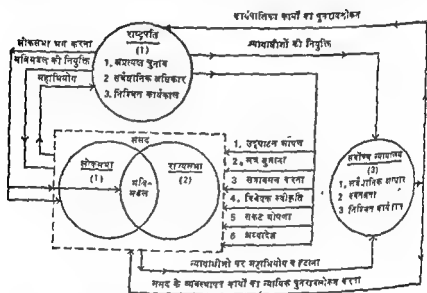 कार्यपालिका कार्यों का पुनरावलोकन
लोकसभा भंग करना
मंत्रिमंडल की नियुक्ति
महाभियोग
राष्ट्रपति
(1)
1. अप्रत्यक्ष चुनाव
2 संवैधानिक अधिकार
3. निश्चित कार्यकाल
न्यायाधीशों की नियुक्ति
संसद
लोकसभा
(1)
मंत्रि-
मंडल
राज्यसभा
(2)
1. उद्घाटन भाषण
2. सत्र बुलाना
3 सत्रावसान करना
4. विधेयक स्वीकृति
5 संकट घोषणा
6 अध्यादेश
सर्वोच्च न्यायालय
(3)
1. संवैधानिक आधार
2 स्वतन्त्रता
3 निश्चित कार्यकाल
न्यायाधीशों पर महाभियोग व हटाना
संसद के व्यवस्थापन कार्यों का न्यायिक पुनरावलोकन करना